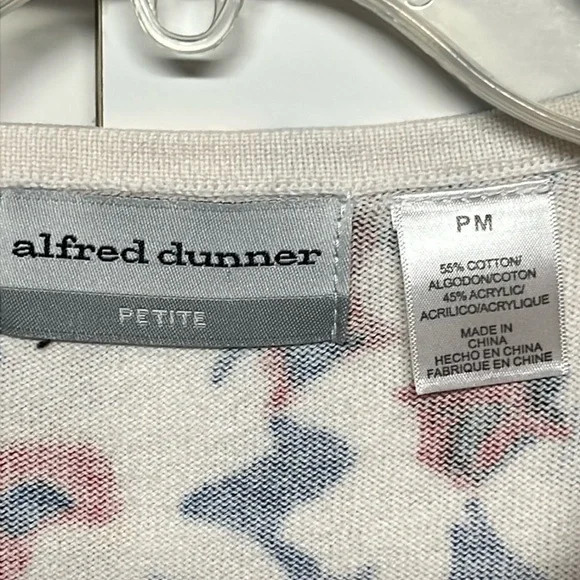 alfred dunner
PETITE
PM
55% COTTON/
ALGODON/COTON
45% ACRYLIC/
ACRILICO/ACRYLIQUE
MADE IN
CHINA
HECHO EN CHINA
FABRIQUE EN CHINE